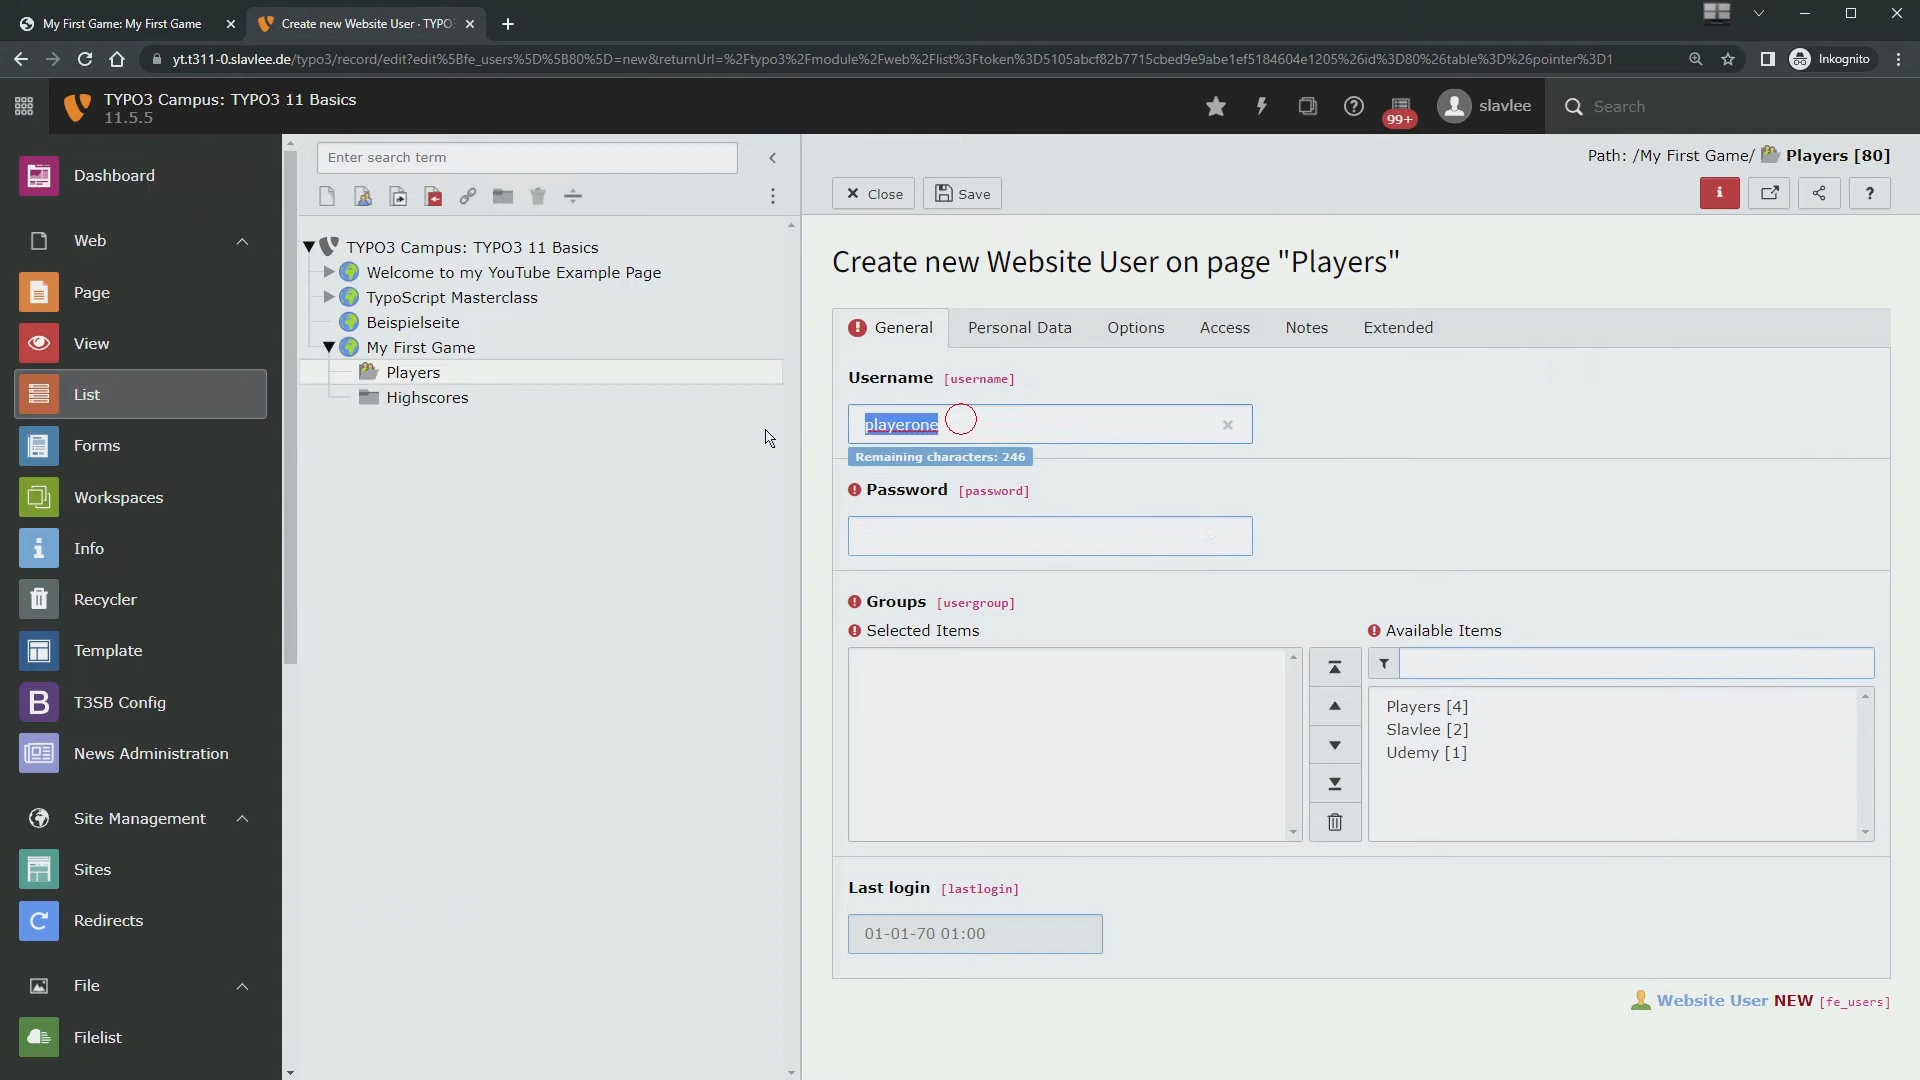 My First Game: My First Game
Create new Website User · TYPO3
yt.t311-0.slavlee.de/typo3/record/edit?edit%5Bfe_users%5D%5B80%5D=new&returnUrl=%2Ftypo3%2Fmodule%2Fweb%2Flist%3Ftoken%3D5105abcf82b7715cbed9e9abe1ef5184604e1205%26id%3D80%26table%3D%26pointer%3D1
Inkognito
TYPO3 Campus: TYPO3 11 Basics
11.5.5
99+
slavlee
Search
Dashboard
Web
Page
View
List
Forms
Workspaces
Info
Recycler
Template
T3SB Config
News Administration
Site Management
Sites
Redirects
File
Filelist
Enter search term
TYPO3 Campus: TYPO3 11 Basics
Welcome to my YouTube Example Page
TypoScript Masterclass
Beispielseite
My First Game
Players
Highscores
Path: /My First Game/ Players [80]
Close
Save
Create new Website User on page "Players"
General
Personal Data
Options
Access
Notes
Extended
Username [username]
playerone
Remaining characters: 246
Password [password]
Groups [usergroup]
Selected Items
Available Items
Players [4]
Slavlee [2]
Udemy [1]
Last login [lastlogin]
01-01-70 01:00
Website User NEW [fe_users]